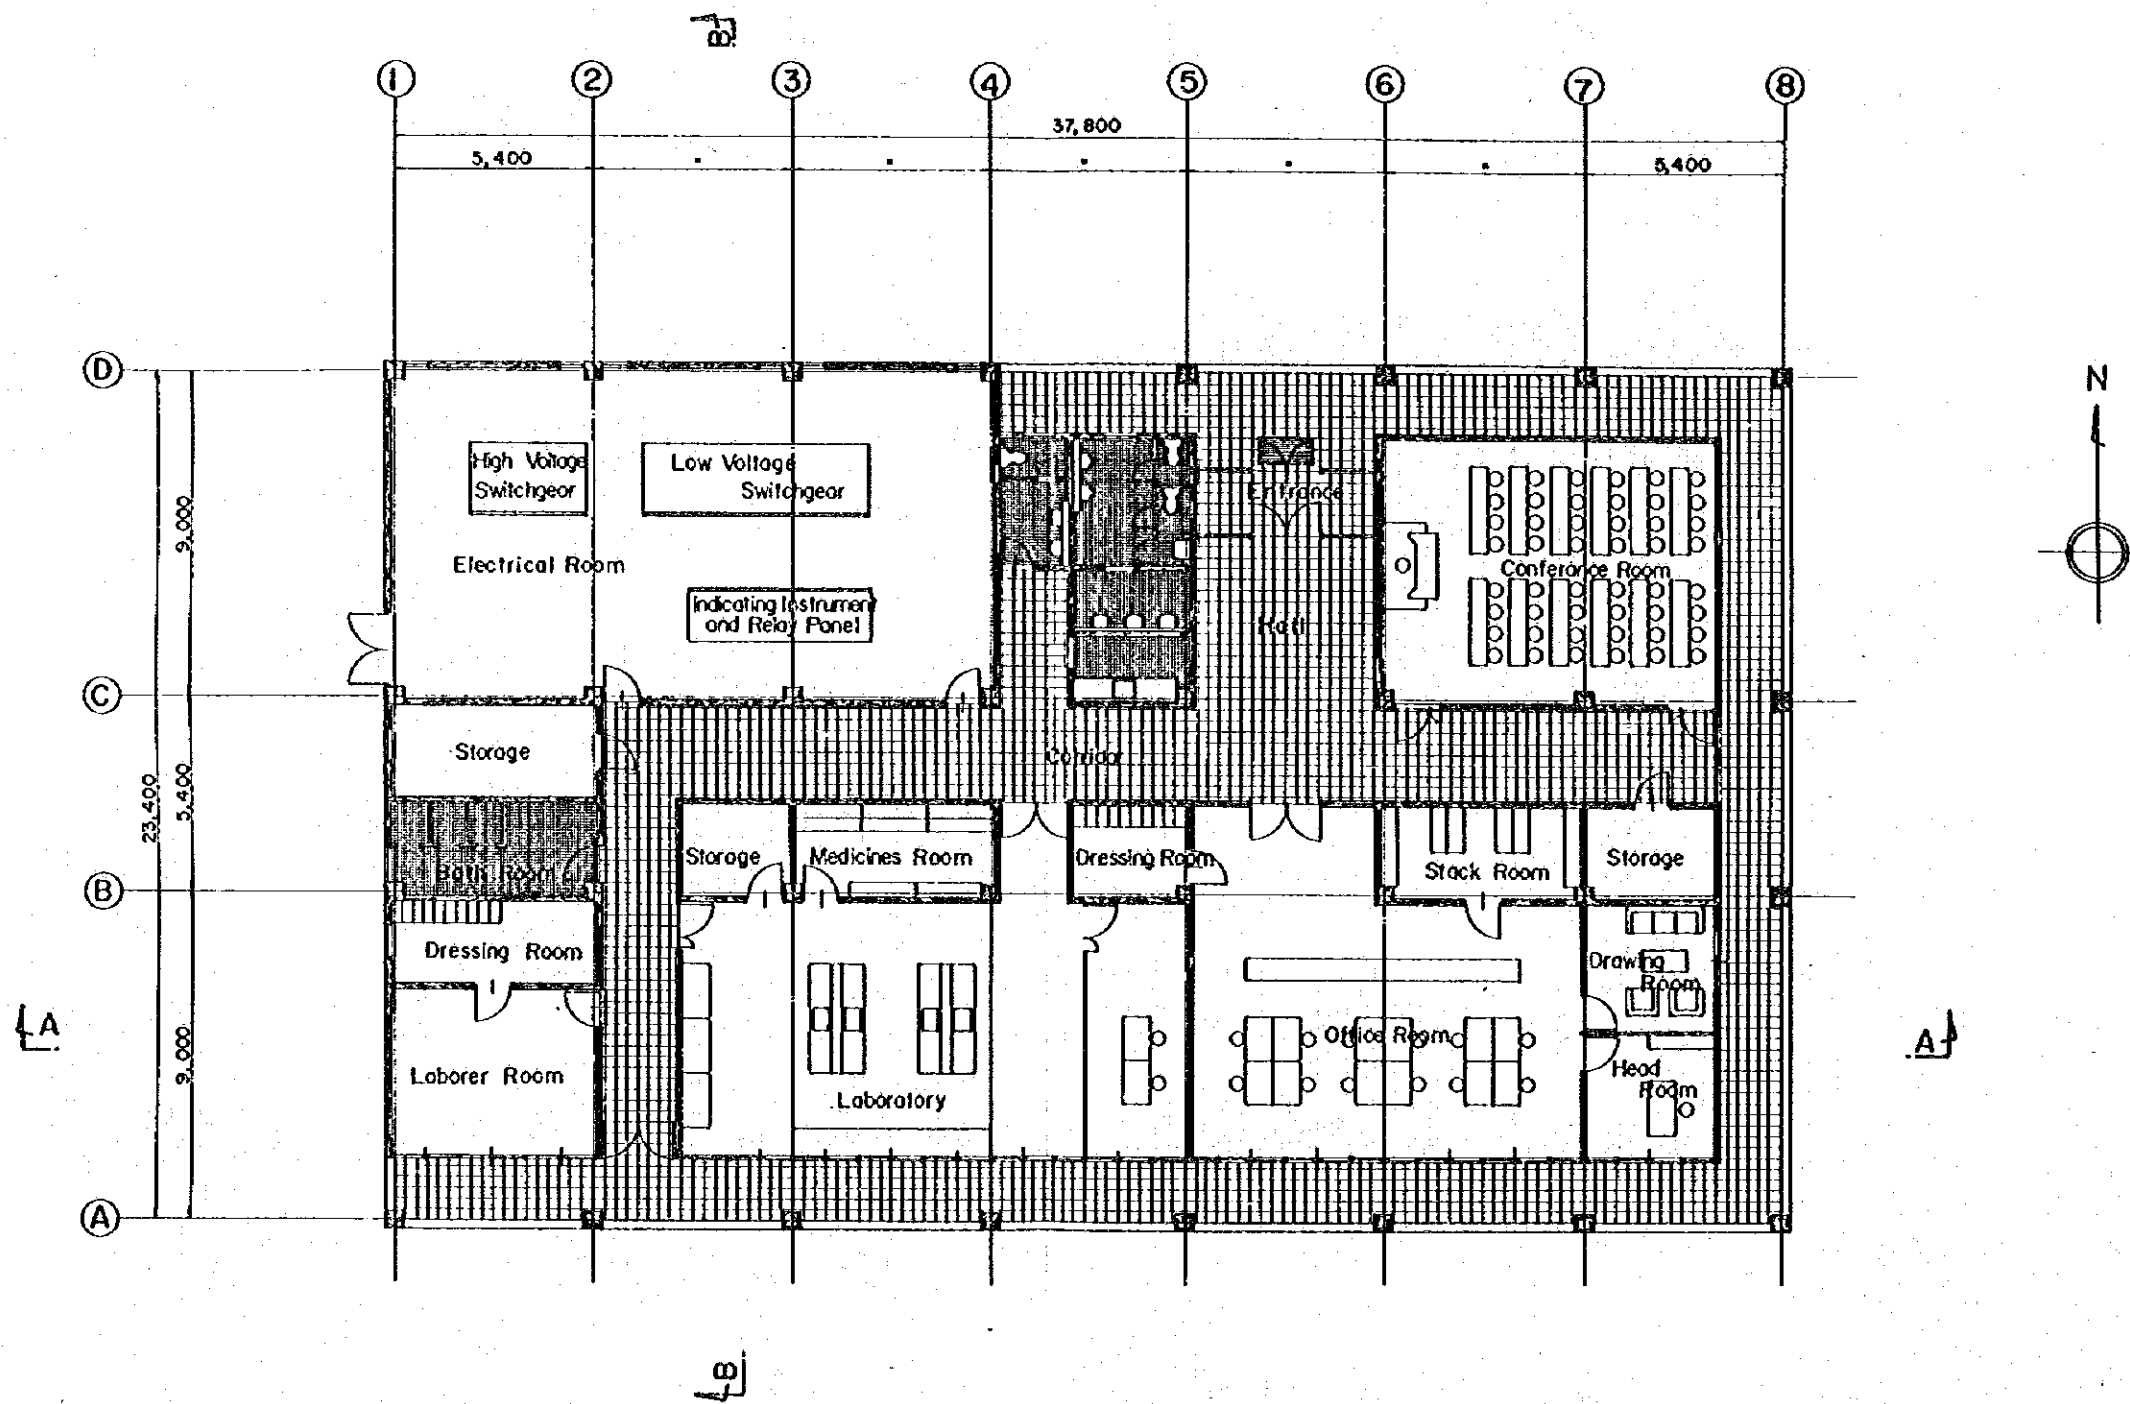 B
1 2 3 4 5 6 7 8
37,800
5,400 5,400
D
N
High Voltage
Switchgear
Low Voltage
Switchgear
9,000
Entrance
Electrical Room
Conference Room
Indicating Instrument
and Relay Panel
Hall
C
Storage
Corridor
23,400
5,400
Storage
Medicines Room
Dressing Room
Stack Room
Storage
Bath Room
B
Dressing Room
Drawing
Room
A
A
9,000
Office Room
Laborer Room
Head
Room
Laboratory
A
B